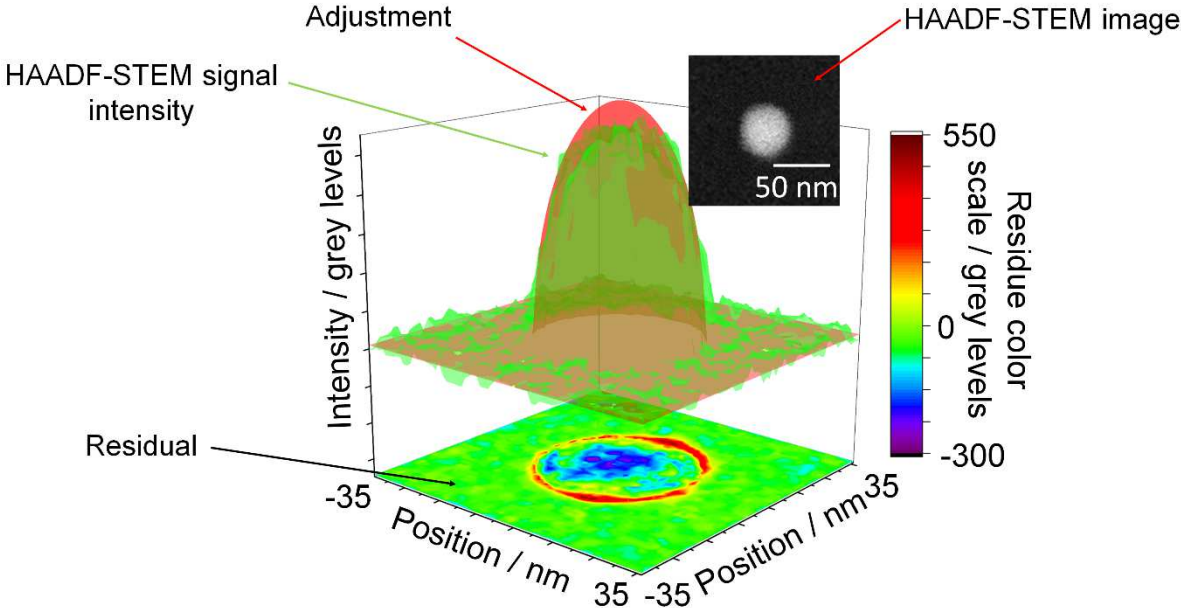 Adjustment
HAADF-STEM image
HAADF-STEM signal
intensity
50 nm
Intensity / grey levels
550
0
-300
Residue color
scale / grey levels
Residual
-35
Position / nm
35
-35
Position / nm
35